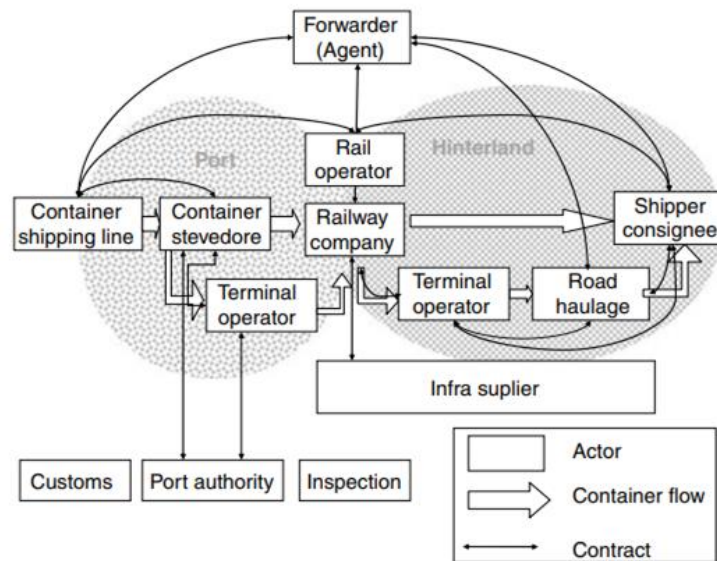 Forwarder
(Agent)
Port
Hinterland
Rail
operator
Container
shipping line
Container
stevedore
Railway
company
Shipper
consignee
Terminal
operator
Terminal
operator
Road
haulage
Infra suplier
Customs
Port authority
Inspection
Actor
Container flow
Contract